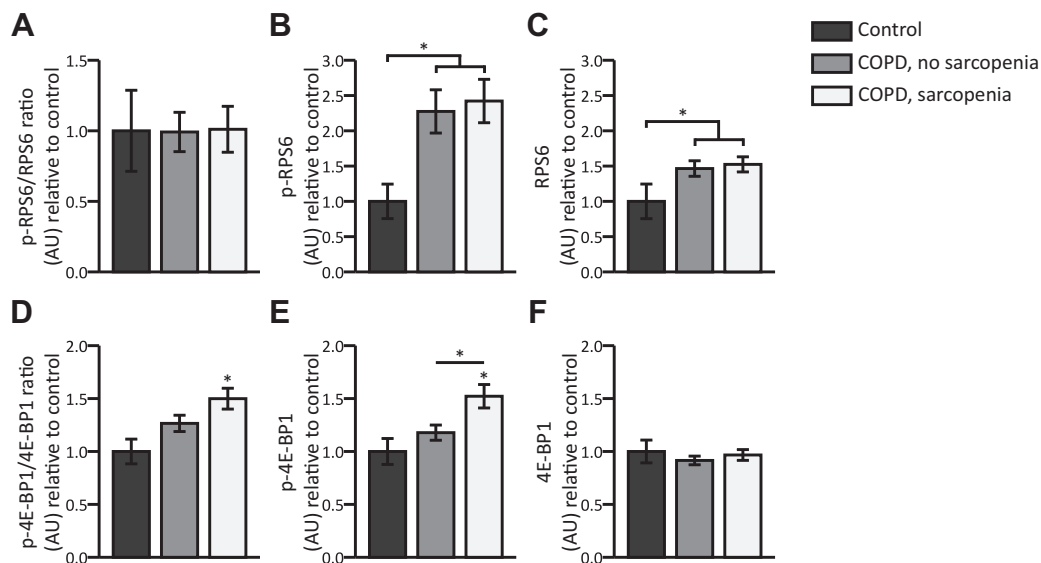 A
p-RPS6/RPS6 ratio
(AU) relative to control
1.5
1.0
0.5
0.0
B
p-RPS6
(AU) relative to control
3.0
2.5
2.0
1.5
1.0
0.5
0.0
*
C
RPS6
(AU) relative to control
3.0
2.5
2.0
1.5
1.0
0.5
0.0
*
Control
COPD, no sarcopenia
COPD, sarcopenia
D
p-4E-BP1/4E-BP1 ratio
(AU) relative to control
2.0
1.5
1.0
0.5
0.0
*
E
p-4E-BP1
(AU) relative to control
2.0
1.5
1.0
0.5
0.0
*
*
F
4E-BP1
(AU) relative to control
2.0
1.5
1.0
0.5
0.0